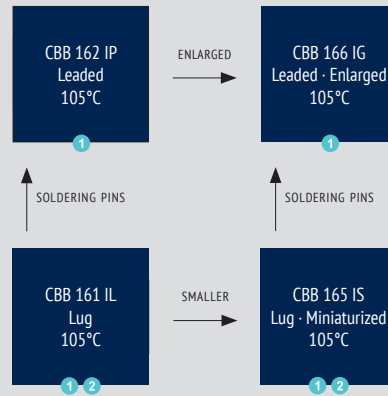 CBB 162 IP
Leaded
105°C
1
ENLARGED
CBB 166 IG
Leaded · Enlarged
105°C
1
SOLDERING PINS
SOLDERING PINS
CBB 161 IL
Lug
105°C
1 2
SMALLER
CBB 165 IS
Lug · Miniaturized
105°C
1 2